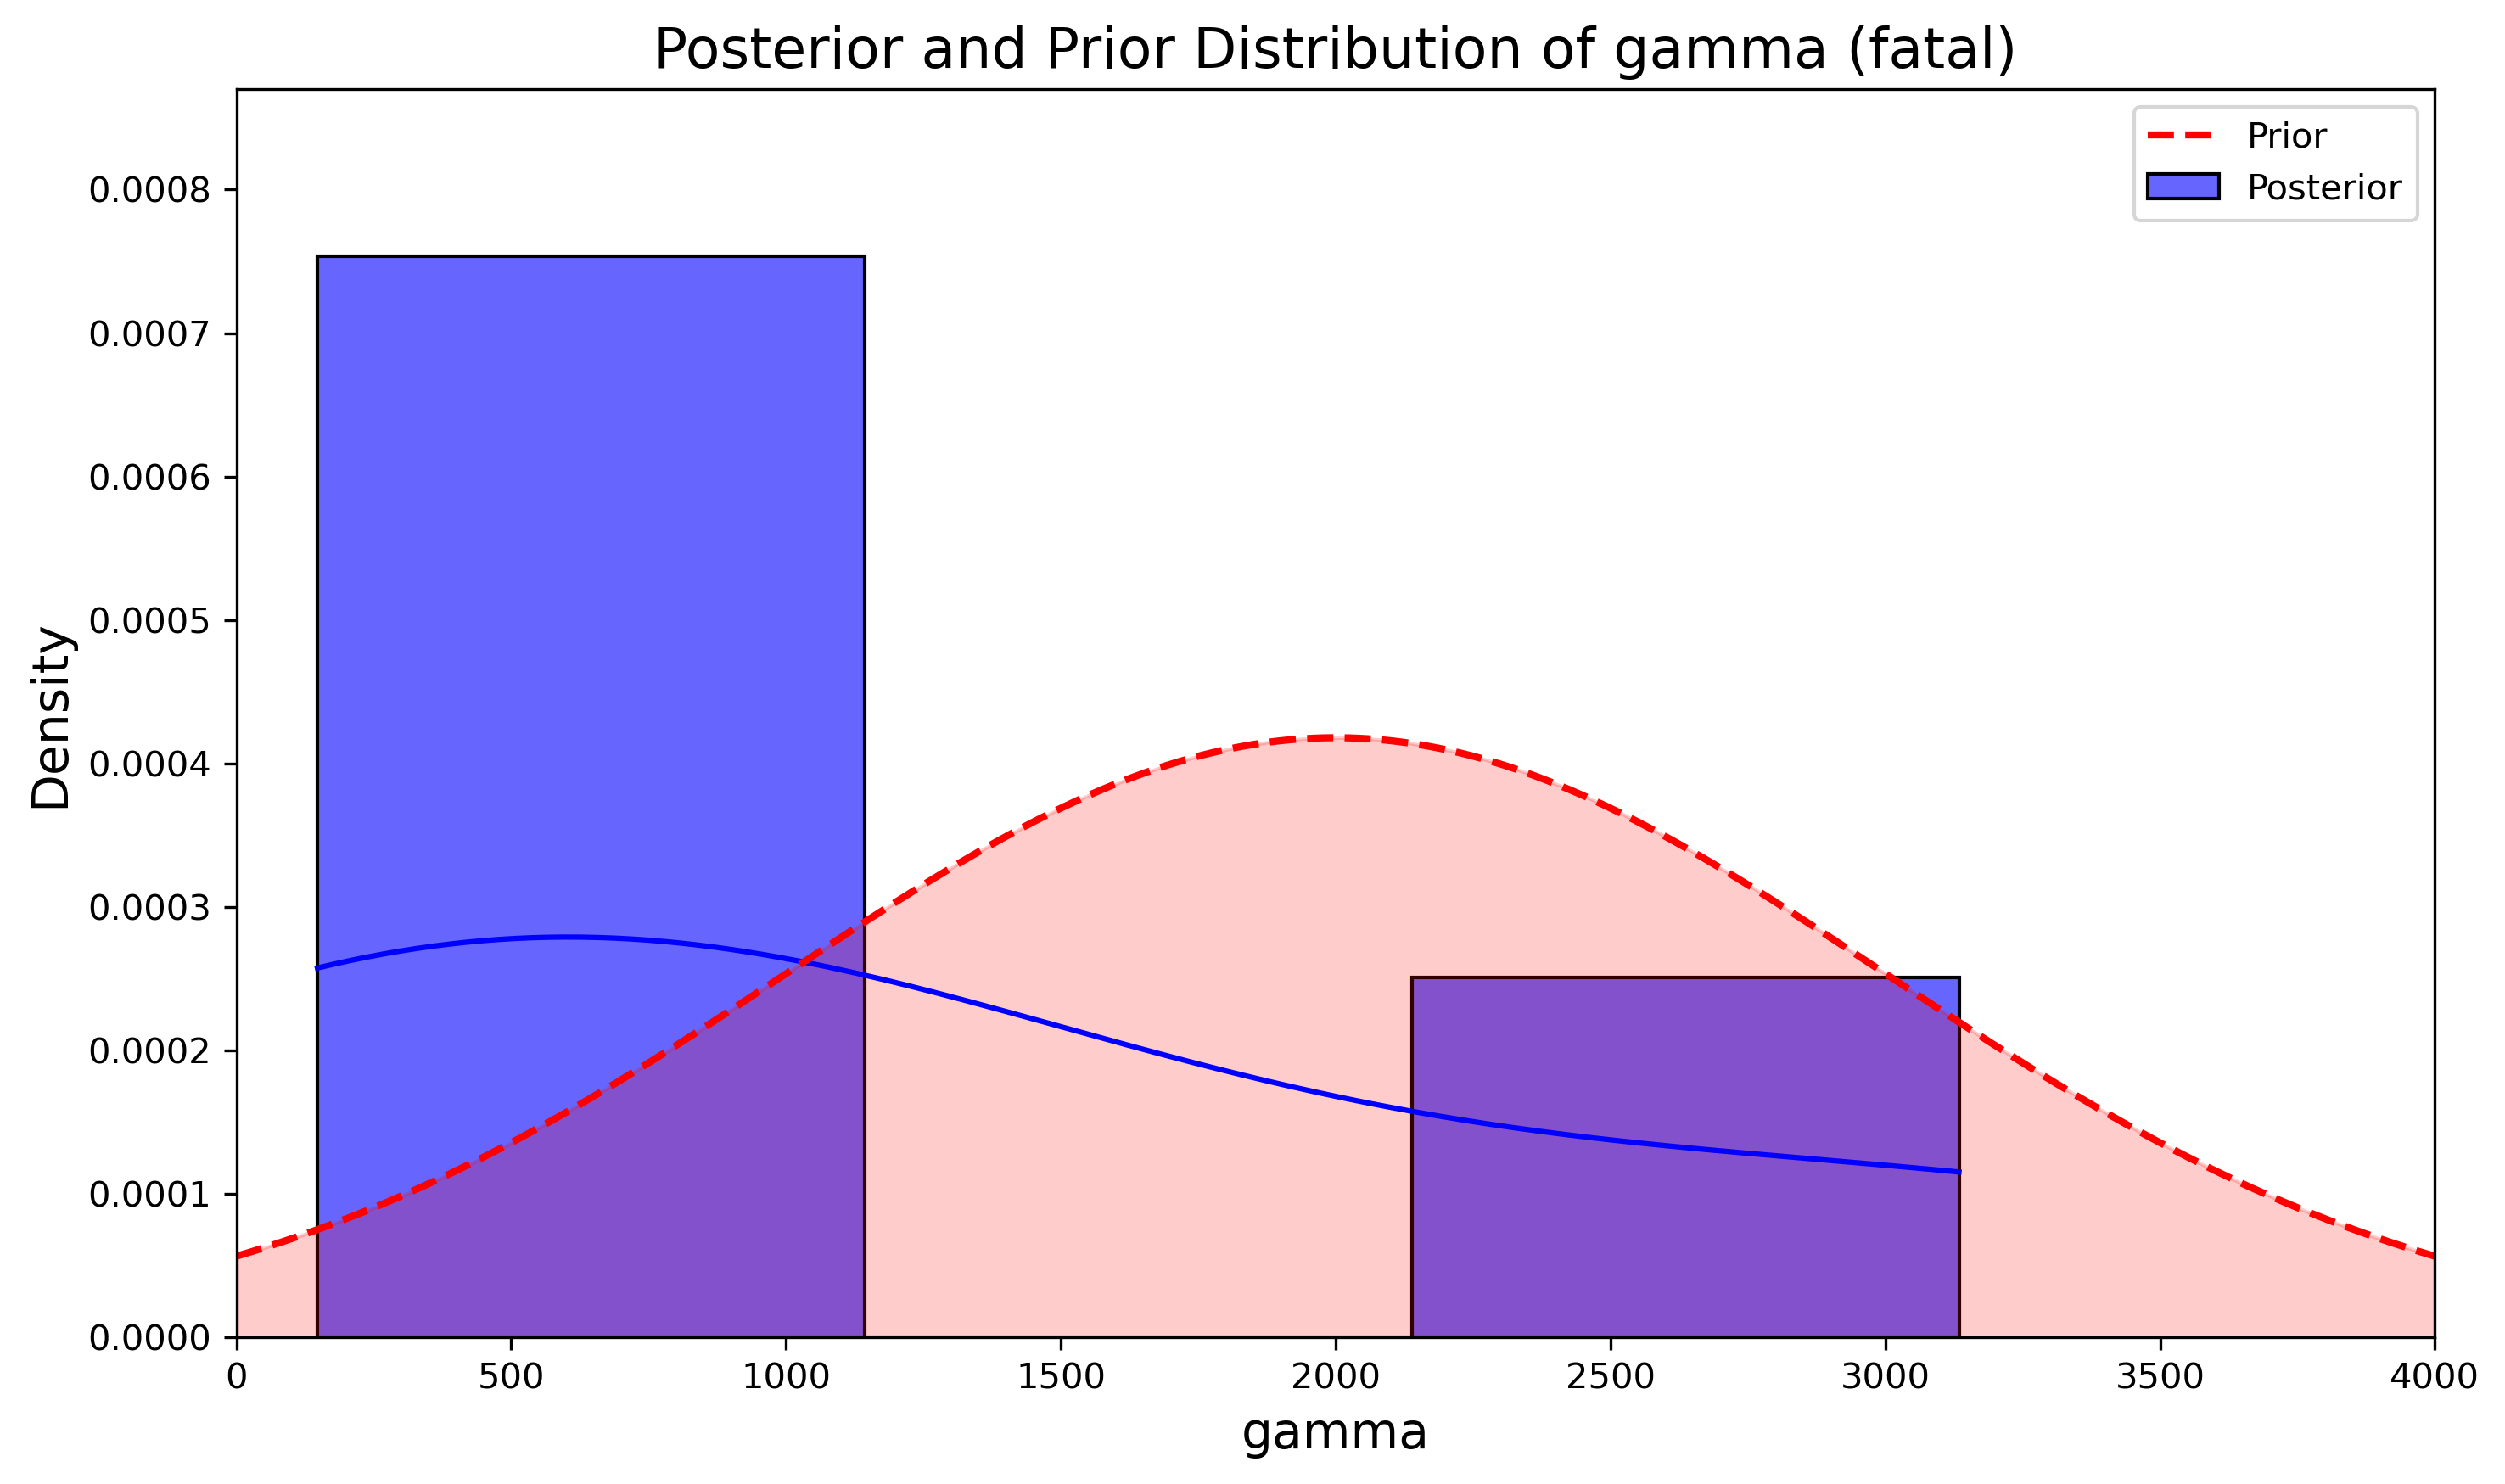 Posterior and Prior Distribution of gamma (fatal)
Prior
Posterior
Density
0.0008
0.0007
0.0006
0.0005
0.0004
0.0003
0.0002
0.0001
0.0000
0 500 1000 1500 2000 2500 3000 3500 4000
gamma